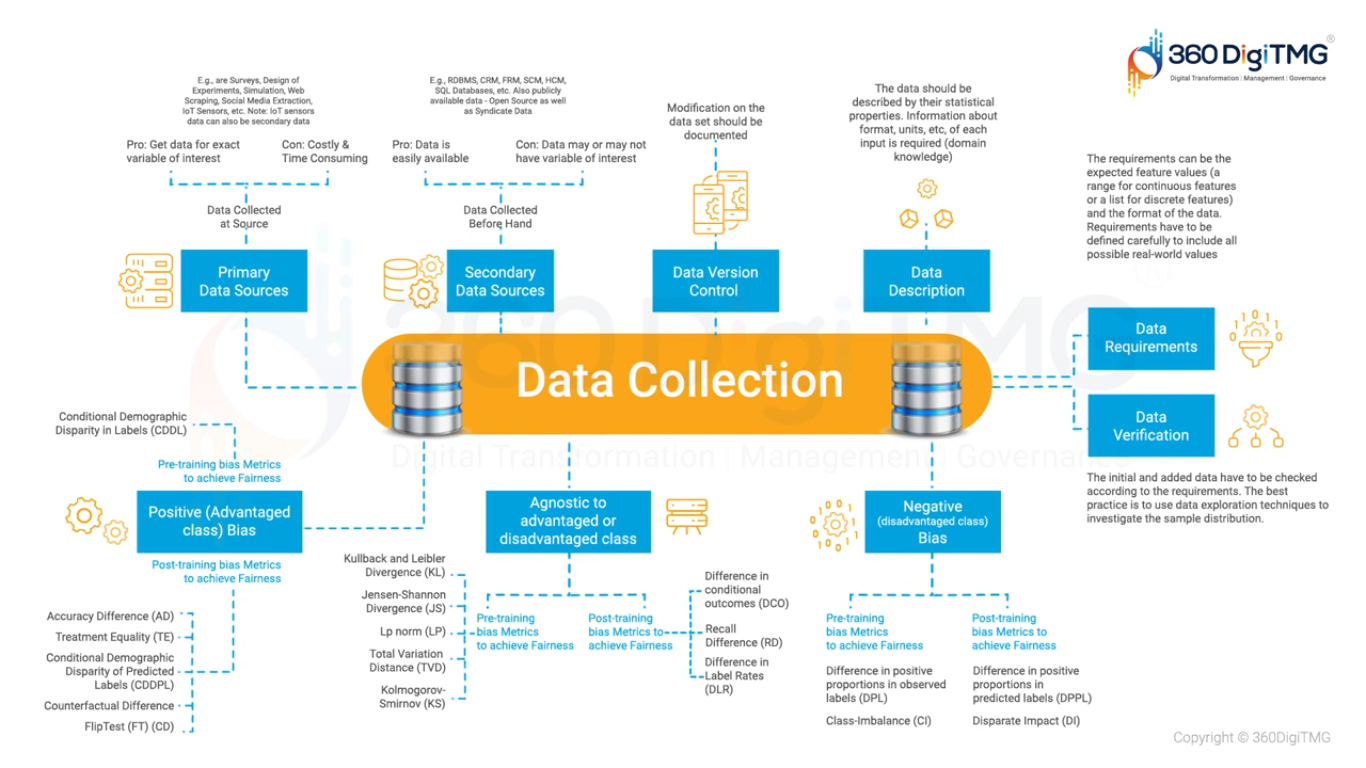 360 DigiTMG®
Digital Transformation | Management | Governance
E.g., are Surveys, Design of
Experiments, Simulation, Web
Scraping, Social Media Extraction,
IoT Sensors, etc. Note: IoT sensors
data can also be secondary data
Pro: Get data for exact
variable of interest
Con: Costly &
Time Consuming
Data Collected
at Source
Primary
Data Sources
E.g., RDBMS, CRM, FRM, SCM, HCM,
SQL Databases, etc. Also publicly
available data - Open Source as well
as Syndicate Data
Pro: Data is
easily available
Con: Data may or may not
have variable of interest
Data Collected
Before Hand
Secondary
Data Sources
Modification on the
data set should be
documented
Data Version
Control
The data should be
described by their statistical
properties. Information about
format, units, etc, of each
input is required (domain
knowledge)
Data
Description
The requirements can be the
expected feature values (a
range for continuous features
or a list for discrete features)
and the format of the data.
Requirements have to be
defined carefully to include all
possible real-world values
Data
Requirements
Data
Verification
The initial and added data have to be checked
according to the requirements. The best
practice is to use data exploration techniques to
investigate the sample distribution.
360 DigiTMG
Data Collection
Digital Transformation | Management | Governance
Conditional Demographic
Disparity in Labels (CDDL)
Pre-training bias Metrics
to achieve Fairness
Positive (Advantaged
class) Bias
Post-training bias Metrics
to achieve Fairness
Accuracy Difference (AD)
Treatment Equality (TE)
Conditional Demographic
Disparity of Predicted
Labels (CDDPL)
Counterfactual Difference
FlipTest (FT) (CD)
Agnostic to
advantaged or
disadvantaged class
Kullback and Leibler
Divergence (KL)
Jensen-Shannon
Divergence (JS)
Lp norm (LP)
Total Variation
Distance (TVD)
Kolmogorov-
Smirnov (KS)
Pre-training
bias Metrics
to achieve Fairness
Post-training
bias Metrics to
achieve Fairness
Difference in
conditional
outcomes (DCO)
Recall
Difference (RD)
Difference in
Label Rates
(DLR)
Negative
(disadvantaged class)
Bias
Pre-training
bias Metrics
to achieve Fairness
Difference in positive
proportions in observed
labels (DPL)
Class-Imbalance (CI)
Post-training
bias Metrics to
achieve Fairness
Difference in positive
proportions in
predicted labels (DPPL)
Disparate Impact (DI)
Copyright © 360DigiTMG